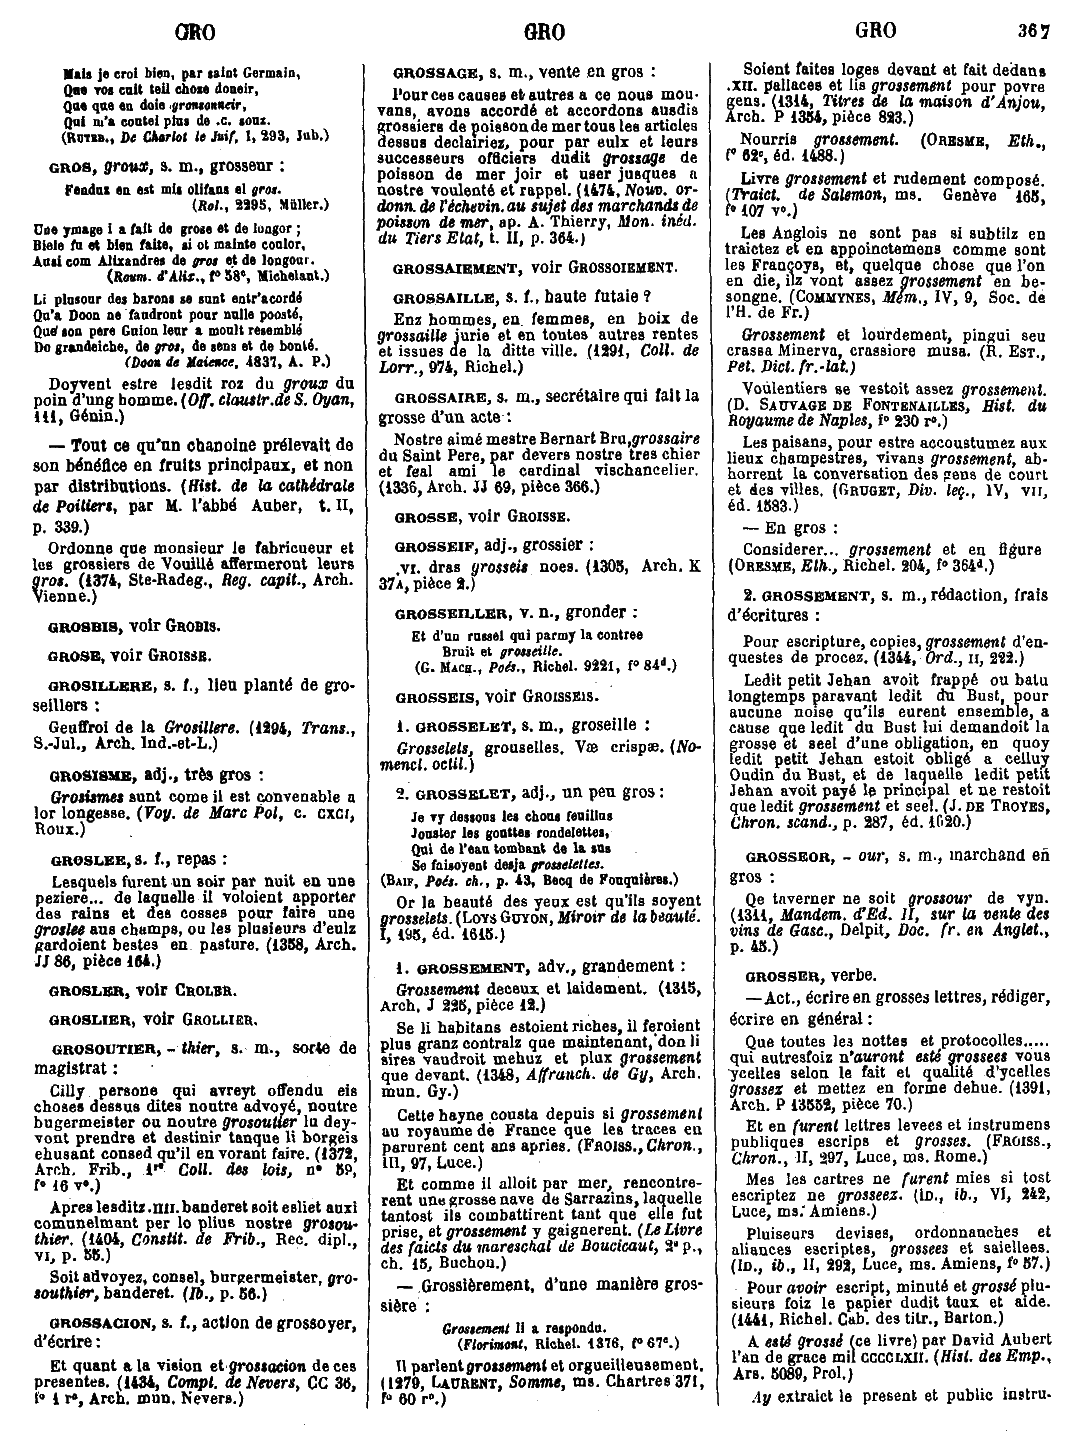 GRO
GRO
GRO 367
Mais je croi bien, par saint Germain,
Que vos cuit tell chose doneir,
Que que en doie gronsonneir,
Qui m'a coutel plus de .c. souz.
(RUTEB., De Charlot le Juif, I, 293, Jub.)
GROS, groux, s. m., grosseur :
Fenduz en est mis olifans el gros.
(Rol., 2295, Müller.)
Une ymage i a fait de grose et de longor ;
Biele fu et bien faite, si ot mainte color,
Ausi com Alixandres de gros et de longour.
(Roum. d'Alix., f° 58c, Michelant.)
Li plusour des barons se sunt entr'acordé
Qu'a Doon ne faudront pour nulle poosté,
Que son pere Guion leur a moult resemblé
De grandeiche, de gros, de sens et de bonté.
(Doon de Maience, 4837, A. P.)
Doyvent estre lesdit roz du groux du
poin d'ung homme. (Off. claustr. de S. Oyan,
III, Génin.)
— Tout ce qu'un chanoine prélevait de
son bénéfice en fruits principaux, et non
par distributions. (Hist. de la cathédrale
de Poitiers, par M. l'abbé Auber, t. II,
p. 339.)
Ordonne que monsieur le fabricueur et
les grossiers de Vouillé affermeront leurs
gros. (1374, Ste-Radeg., Reg. capit., Arch.
Vienne.)
GROSBIS, voir GROBIS.
GROSE, voir GROISSE.
GROSILLERE, s. f., lieu planté de gro-
seillers :
Geuffroi de la Grosillere. (1294, Trans.,
S.-Jul., Arch. Ind.-et-L.)
GROSISME, adj., très gros :
Grosismes sunt come il est convenable a
lor longesse. (Voy. de Marc Pol, c. CXCI,
Roux.)
GROSLEE, s. f., repas :
Lesquels furent un soir par nuit en une
peziere... de laquelle il voloient apporter
des rains et des cosses pour faire une
groslee aus champs, ou les plusieurs d'eulz
gardoient bestes en pasture. (1358, Arch.
JJ 86, pièce 164.)
GROSLER, voir CROLER.
GROSLIER, voir GROLLIER.
GROSOUTIER, - thier, s. m., sorte de
magistrat :
Cilly persone qui avreyt offendu eis
choses dessus dites noutre advoyé, noutre
bugermeister ou noutre grosoutier la dey-
vont prendre et destinir tanque li borgeis
ehusant consed qu'il en vorant faire. (1372,
Arch. Frib., 1re Coll. des lois, n° 59,
f° 16 v°.)
Apres lesditz .IIII. banderet soit esliet auxi
comunelmant per lo plius nostre grosou-
thier. (1404, Constit. de Frib., Rec. dipl.,
VI, p. 55.)
Soit advoyez, consel, burgermeister, gro-
southier, banderet. (Ib., p. 56.)
GROSSACION, s. f., action de grossoyer,
d'écrire :
Et quant a la vision et grossacion de ces
presentes. (1434, Compt. de Nevers, CC 36,
f° 1 r°, Arch. mun. Nevers.)
GROSSAGE, s. m., vente en gros :
Pour ces causes et autres a ce nous mou-
vans, avons accordé et accordons ausdis
grossiers de poisson de mer tous les articles
dessus declairiez, pour par eulx et leurs
successeurs officiers dudit grossage de
poisson de mer joir et user jusques a
nostre voulenté et rappel. (1474, Nouv. or-
donn. de l'échevin. au sujet des marchands de
poisson de mer, ap. A. Thierry, Mon. inéd.
du Tiers Etat, t. II, p. 364.)
GROSSAIEMENT, voir GROSSOIEMENT.
GROSSAILLE, s. f., haute futaie ?
Enz hommes, en femmes, en boix de
grossaille jurie et en toutes autres rentes
et issues de la ditte ville. (1291, Coll. de
Lorr., 974, Richel.)
GROSSAIRE, s. m., secrétaire qui fait la
grosse d'un acte :
Nostre aimé mestre Bernart Bru, grossaire
du Saint Pere, par devers nostre tres chier
et feal ami le cardinal vischancelier.
(1336, Arch. JJ 69, pièce 366.)
GROSSE, voir GROISSE.
GROSSEIF, adj., grossier :
.VI. dras grosseis noes. (1305, Arch. K
37A, pièce 2.)
GROSSEILLER, v. n., gronder :
Et d'un russel qui parmy la contree
Bruit et grosseille.
(G. MACH., Poés., Richel. 9221, f° 84d.)
GROSSEIS, voir GROISSEIS.
1. GROSSELET, s. m., groseille :
Grosselets, grouselles. Væ crispæ. (No-
mencl. octil.)
2. GROSSELET, adj., un peu gros :
Je vy dessous les chous feuillus
Jouster les gouttes rondelettes,
Qui de l'eau tombant de la sus
Se faisoyent desja grosselettes.
(BAIF, Poés. ch., p. 43, Becq de Fouquières.)
Or la beauté des yeux est qu'ils soyent
grosselets. (LOYS GUYON, Miroir de la beauté.
I, 195, éd. 1615.)
1. GROSSEMENT, adv., grandement :
Grossement deceux et laidement. (1315,
Arch. J 225, pièce 12.)
Se li habitans estoient riches, il feroient
plus granz contralz que maintenant, don li
sires vaudroit mehuz et plux grossement
que devant. (1348, Affranch. de Gy, Arch.
mun. Gy.)
Cette hayne cousta depuis si grossement
au royaume de France que les traces en
parurent cent ans apries. (FROISS., Chron.,
III, 97, Luce.)
Et comme il alloit par mer, rencontre-
rent une grosse nave de Sarrazins, laquelle
tantost ils combattirent tant que elle fut
prise, et grossement y gaignerent. (Le Livre
des faicts du mareschal de Boucicaut, 2e p.,
ch. 15, Buchon.)
— Grossièrement, d'une manière gros-
sière :
Grossement li a respondu.
(Florimont, Richel. 1376, f° 67c.)
Il parlent grossement et orgueilleusement.
(1279, LAURENT, Somme, ms. Chartres 371,
f° 60 r°.)
Soient faites loges devant et fait dedans
.XII. pallaces et lis grossement pour povre
gens. (1314, Titres de la maison d'Anjou,
Arch. P 1354, pièce 823.)
Nourris grossement. (ORESME, Eth.,
f° 62c, éd. 1488.)
Livre grossement et rudement composé.
(Traict. de Salemon, ms. Genève 165,
f° 107 v°.)
Les Anglois ne sont pas si subtilz en
traictez et en appoinctemens comme sont
les Françoys, et, quelque chose que l'on
en die, ilz vont assez grossement en be-
songne. (COMMYNES, Mém., IV, 9, Soc. de
l'H. de Fr.)
Grossement et lourdement, pingui seu
crassa Minerva, crassiore musa. (R. EST.,
Pet. Dict. fr.-lat.)
Voulentiers se vestoit assez grossement.
(D. SAUVAGE DE FONTENAILLES, Hist. du
Royaume de Naples, f° 230 r°.)
Les paisans, pour estre accoustumez aux
lieux champestres, vivans grossement, ab-
horrent la conversation des gens de court
et des villes. (GRUGET, Div. leç., IV, VII,
éd. 1583.)
— En gros :
Considerer... grossement et en figure
(ORESME, Eth., Richel. 204, f° 364d.)
2. GROSSEMENT, s. m., rédaction, frais
d'écritures :
Pour escripture, copies, grossement d'en-
questes de procez. (1344, Ord., II, 222.)
Ledit petit Jehan avoit frappé ou batu
longtemps paravant ledit du Bust, pour
aucune noise qu'ils eurent ensemble, a
cause que ledit du Bust lui demandoit la
grosse et seel d'une obligation, en quoy
ledit petit Jehan estoit obligé a celluy
Oudin du Bust, et de laquelle ledit petit
Jehan avoit payé le principal et ne restoit
que ledit grossement et seel. (J. DE TROYES,
Chron. scand., p. 287, éd. 1620.)
GROSSEOR, - our, s. m., marchand en
gros :
Qe taverner ne soit grossour de vyn.
(1311, Mandem. d'Ed. II, sur la vente des
vins de Gasc., Delpit, Doc. fr. en Anglet.,
p. 45.)
GROSSER, verbe.
— Act., écrire en grosses lettres, rédiger,
écrire en général :
Que toutes les nottes et protocolles.....
qui autresfoiz n'auront esté grossees vous
ycelles selon le fait et qualité d'ycelles
grossez et mettez en forme dehue. (1391,
Arch. P 13552, pièce 70.)
Et en furent lettres levees et instrumens
publiques escrips et grosses. (FROISS.,
Chron., II, 297, Luce, ms. Rome.)
Mes les cartres ne furent mies si tost
escriptez ne grosseez. (ID., ib., VI, 242,
Luce, ms. Amiens.)
Pluiseurs devises, ordonnanches et
aliances escriptes, grossees et saiellees.
(ID., ib., II, 292, Luce, ms. Amiens, f° 57.)
Pour avoir escript, minuté et grossé plu-
sieurs foiz le papier dudit taux et aide.
(1441, Richel. Cab. des titr., Barton.)
A esté grossé (ce livre) par David Aubert
l'an de grace mil CCCCLXII. (Hist. des Emp.,
Ars. 5089, Prol.)
Ay extraict le present et public instru-